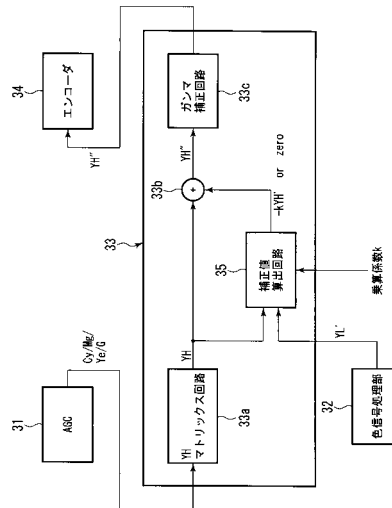 31
AGC
Cy/Mg/
Ye/G
34
エンコーダ
YH"
33
YH
マトリックス回路
33a
YH
33b
+
YH"
ガンマ
補正回路
33c
-kYH' or zero
補正値
算出回路
35
YL'
乗算係数k
色信号処理部
32